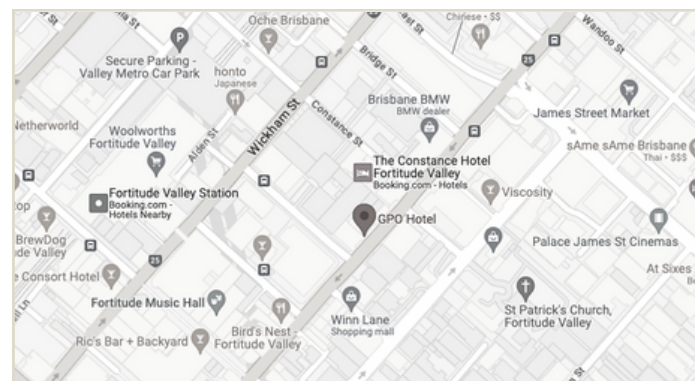 Oche Brisbane
Chinese • $$
Wandoo St
Secure Parking -
Valley Metro Car Park
Bridge St
25
honto
Japanese
Brisbane BMW
BMW dealer
James Street Market
Netherworld
Woolworths
Fortitude Valley
Alden St
Wickham St
Constance St
sAme sAme Brisbane
Thai • $$$
The Constance Hotel
Fortitude Valley
Booking.com - Hotels
Fortitude Valley Station
Booking.com -
Hotels Nearby
Viscosity
GPO Hotel
BrewDog
Palace James St Cinemas
25
Consort Hotel
At Sixes
Fortitude Music Hall
St Patrick's Church,
Fortitude Valley
Winn Lane
Shopping mall
Ric's Bar + Backyard
Bird's Nest -
Fortitude Valley
St